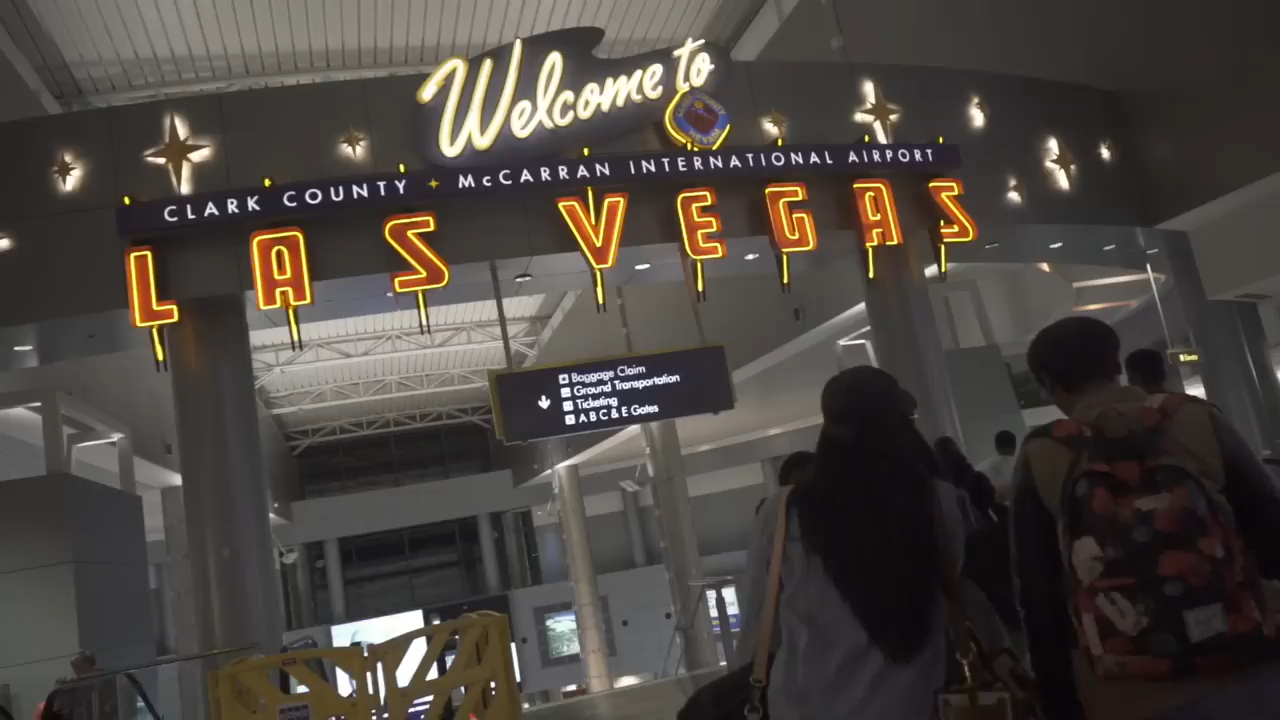 Welcome to
CLARK COUNTY McCARRAN INTERNATIONAL AIRPORT
LAS VEGAS
Baggage Claim
Ground Transportation
Ticketing
A B C & E Gates